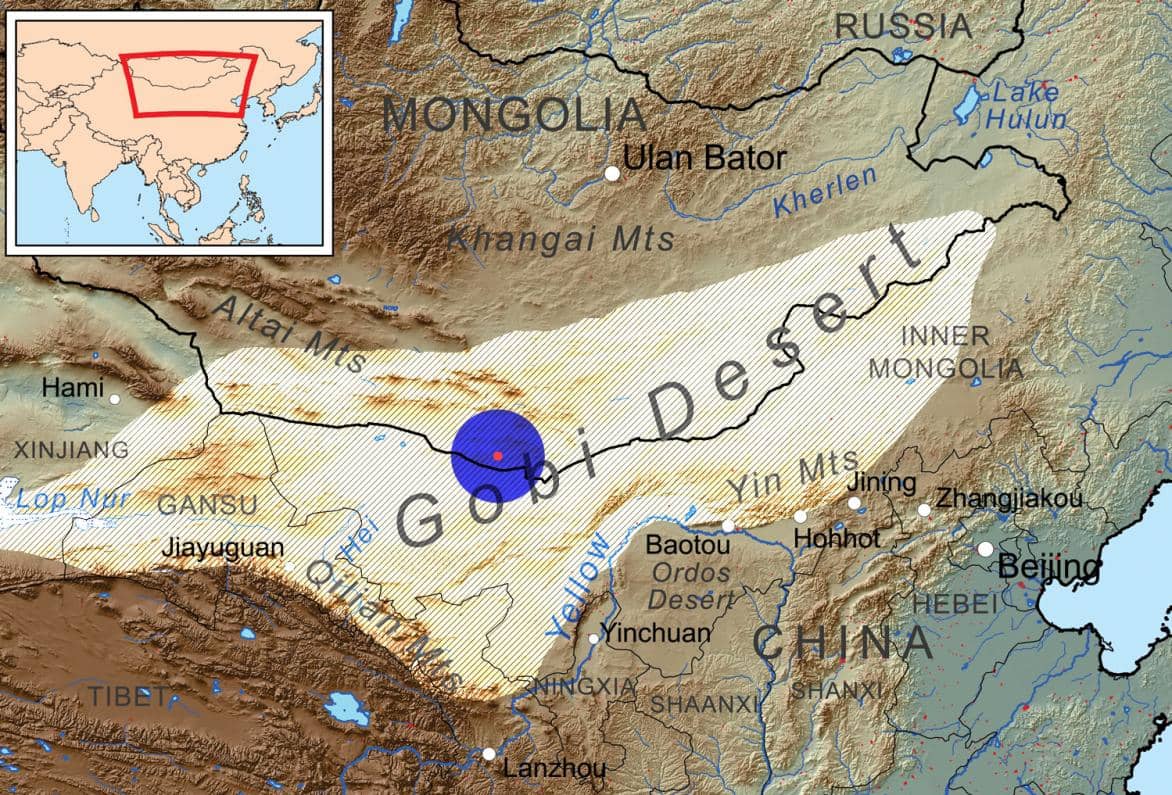 RUSSIA
MONGOLIA
Lake
Hulun
Ulan Bator
Kherlen
Khangai Mts
Altai Mts
Gobi Desert
INNER
MONGOLIA
Hami
XINJIANG
Lop Nur
GANSU
Yin Mts
Jining
Zhangjiakou
Jiayuguan
Hei
Baotou
Hohhot
Beijing
Ordos
Desert
Qilian Mts
Yellow
HEBEI
Yinchuan
CHINA
TIBET
NINGXIA
SHAANXI
SHANXI
Lanzhou